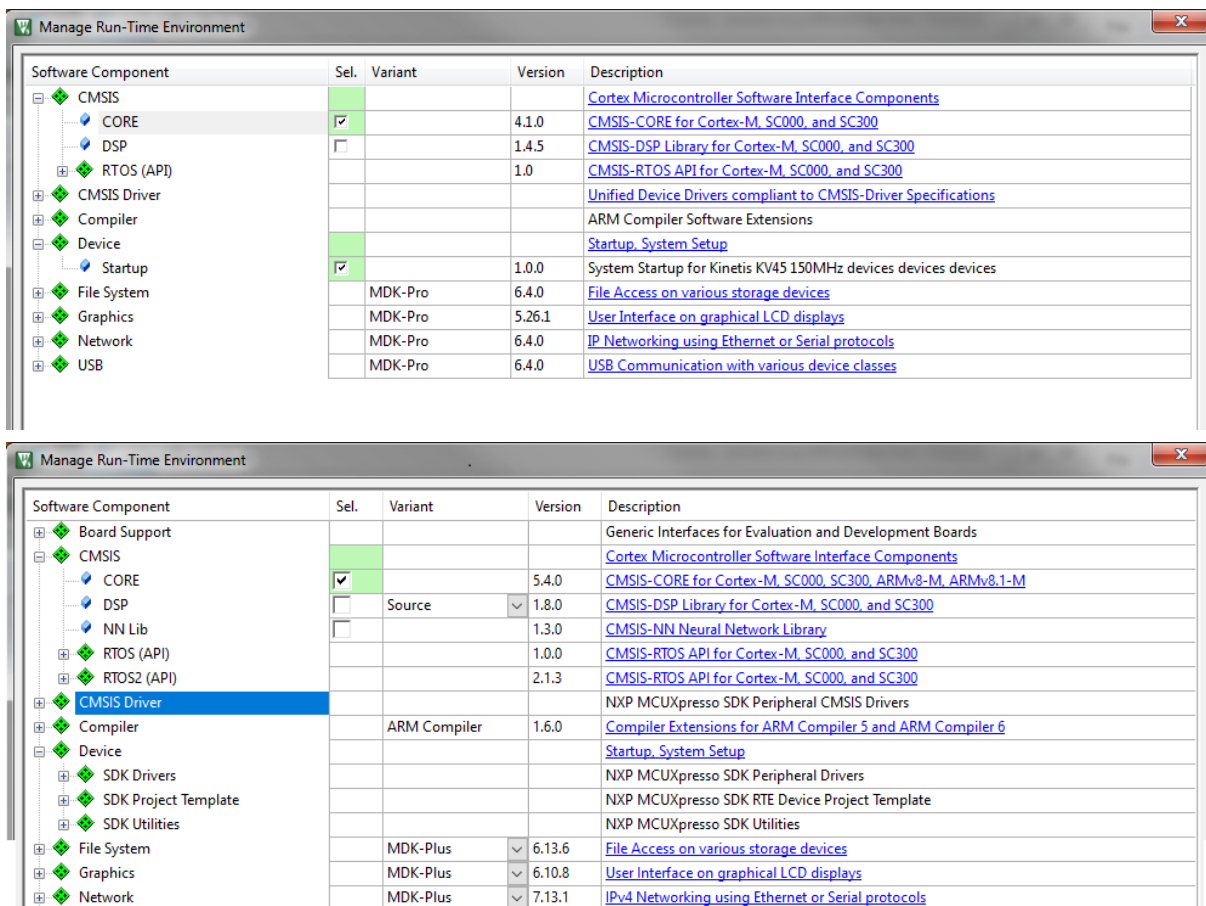 Manage Run-Time Environment
Software Component Sel. Variant Version Description
CMSIS Cortex Microcontroller Software Interface Components
CORE 4.1.0 CMSIS-CORE for Cortex-M, SC000, and SC300
DSP 1.4.5 CMSIS-DSP Library for Cortex-M, SC000, and SC300
RTOS (API) 1.0 CMSIS-RTOS API for Cortex-M, SC000, and SC300
CMSIS Driver Unified Device Drivers compliant to CMSIS-Driver Specifications
Compiler ARM Compiler Software Extensions
Device Startup, System Setup
Startup 1.0.0 System Startup for Kinetis KV45 150MHz devices devices devices
File System MDK-Pro 6.4.0 File Access on various storage devices
Graphics MDK-Pro 5.26.1 User Interface on graphical LCD displays
Network MDK-Pro 6.4.0 IP Networking using Ethernet or Serial protocols
USB MDK-Pro 6.4.0 USB Communication with various device classes
Manage Run-Time Environment
Software Component Sel. Variant Version Description
Board Support Generic Interfaces for Evaluation and Development Boards
CMSIS Cortex Microcontroller Software Interface Components
CORE 5.4.0 CMSIS-CORE for Cortex-M, SC000, SC300, ARMv8-M, ARMv8.1-M
DSP Source 1.8.0 CMSIS-DSP Library for Cortex-M, SC000, and SC300
NN Lib 1.3.0 CMSIS-NN Neural Network Library
RTOS (API) 1.0.0 CMSIS-RTOS API for Cortex-M, SC000, and SC300
RTOS2 (API) 2.1.3 CMSIS-RTOS API for Cortex-M, SC000, and SC300
CMSIS Driver NXP MCUXpresso SDK Peripheral CMSIS Drivers
Compiler ARM Compiler 1.6.0 Compiler Extensions for ARM Compiler 5 and ARM Compiler 6
Device Startup, System Setup
SDK Drivers NXP MCUXpresso SDK Peripheral Drivers
SDK Project Template NXP MCUXpresso SDK RTE Device Project Template
SDK Utilities NXP MCUXpresso SDK Utilities
File System MDK-Plus 6.13.6 File Access on various storage devices
Graphics MDK-Plus 6.10.8 User Interface on graphical LCD displays
Network MDK-Plus 7.13.1 IPv4 Networking using Ethernet or Serial protocols